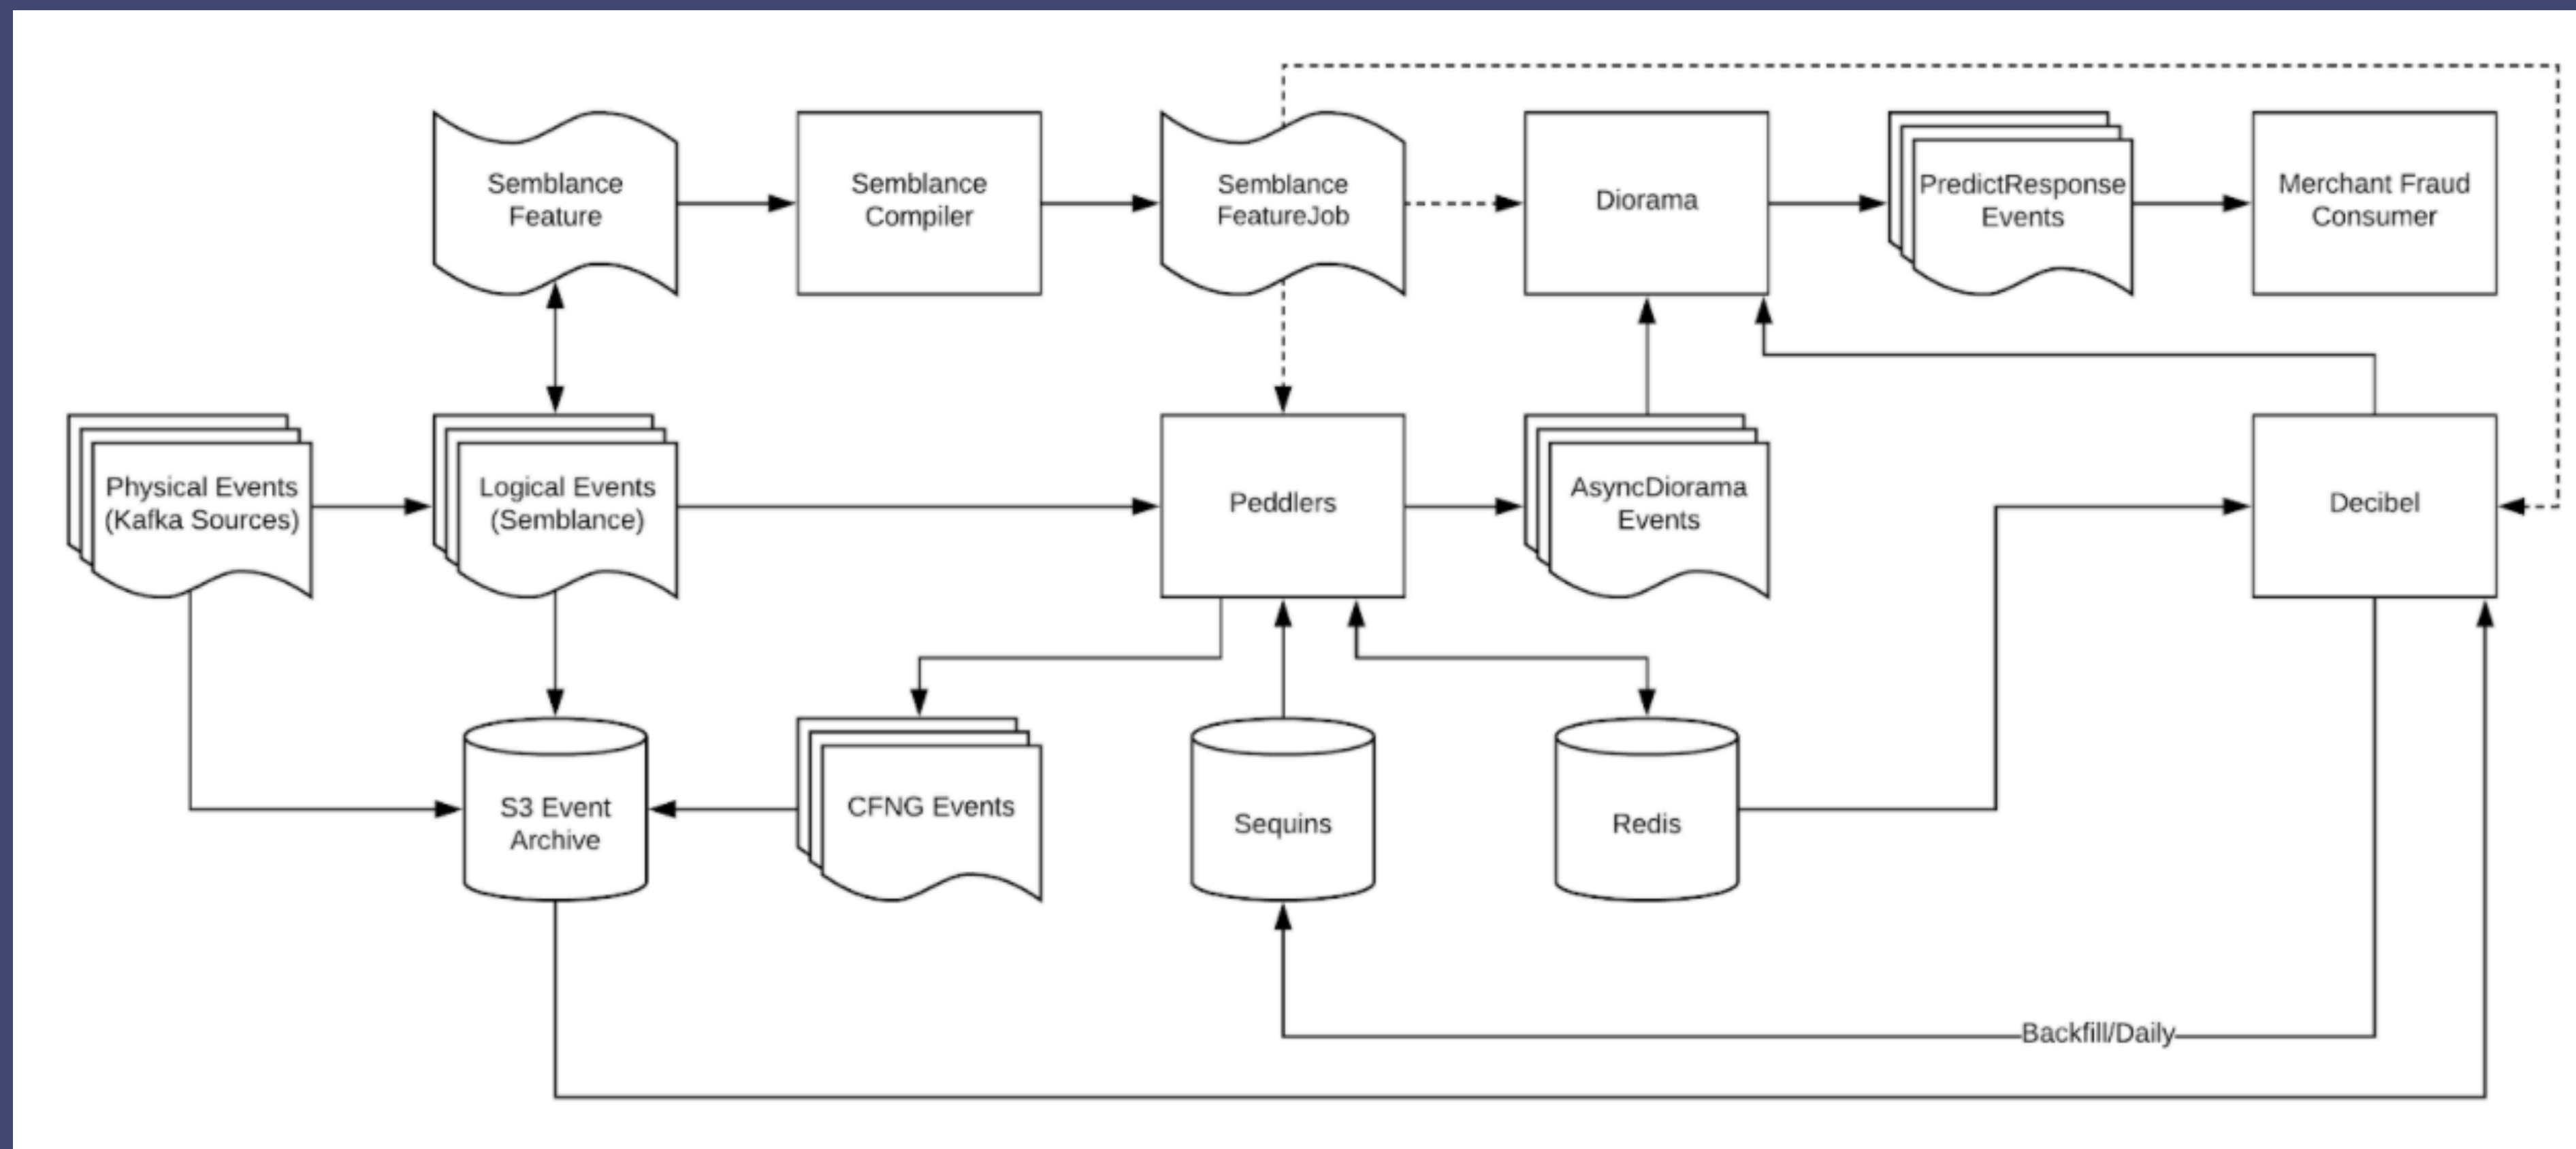 Semblance
Feature
Semblance
Compiler
Semblance
FeatureJob
Diorama
PredictResponse
Events
Merchant Fraud
Consumer
Physical Events
(Kafka Sources)
Logical Events
(Semblance)
Peddlers
AsyncDiorama
Events
Decibel
S3 Event
Archive
CFNG Events
Sequins
Redis
Backfill/Daily